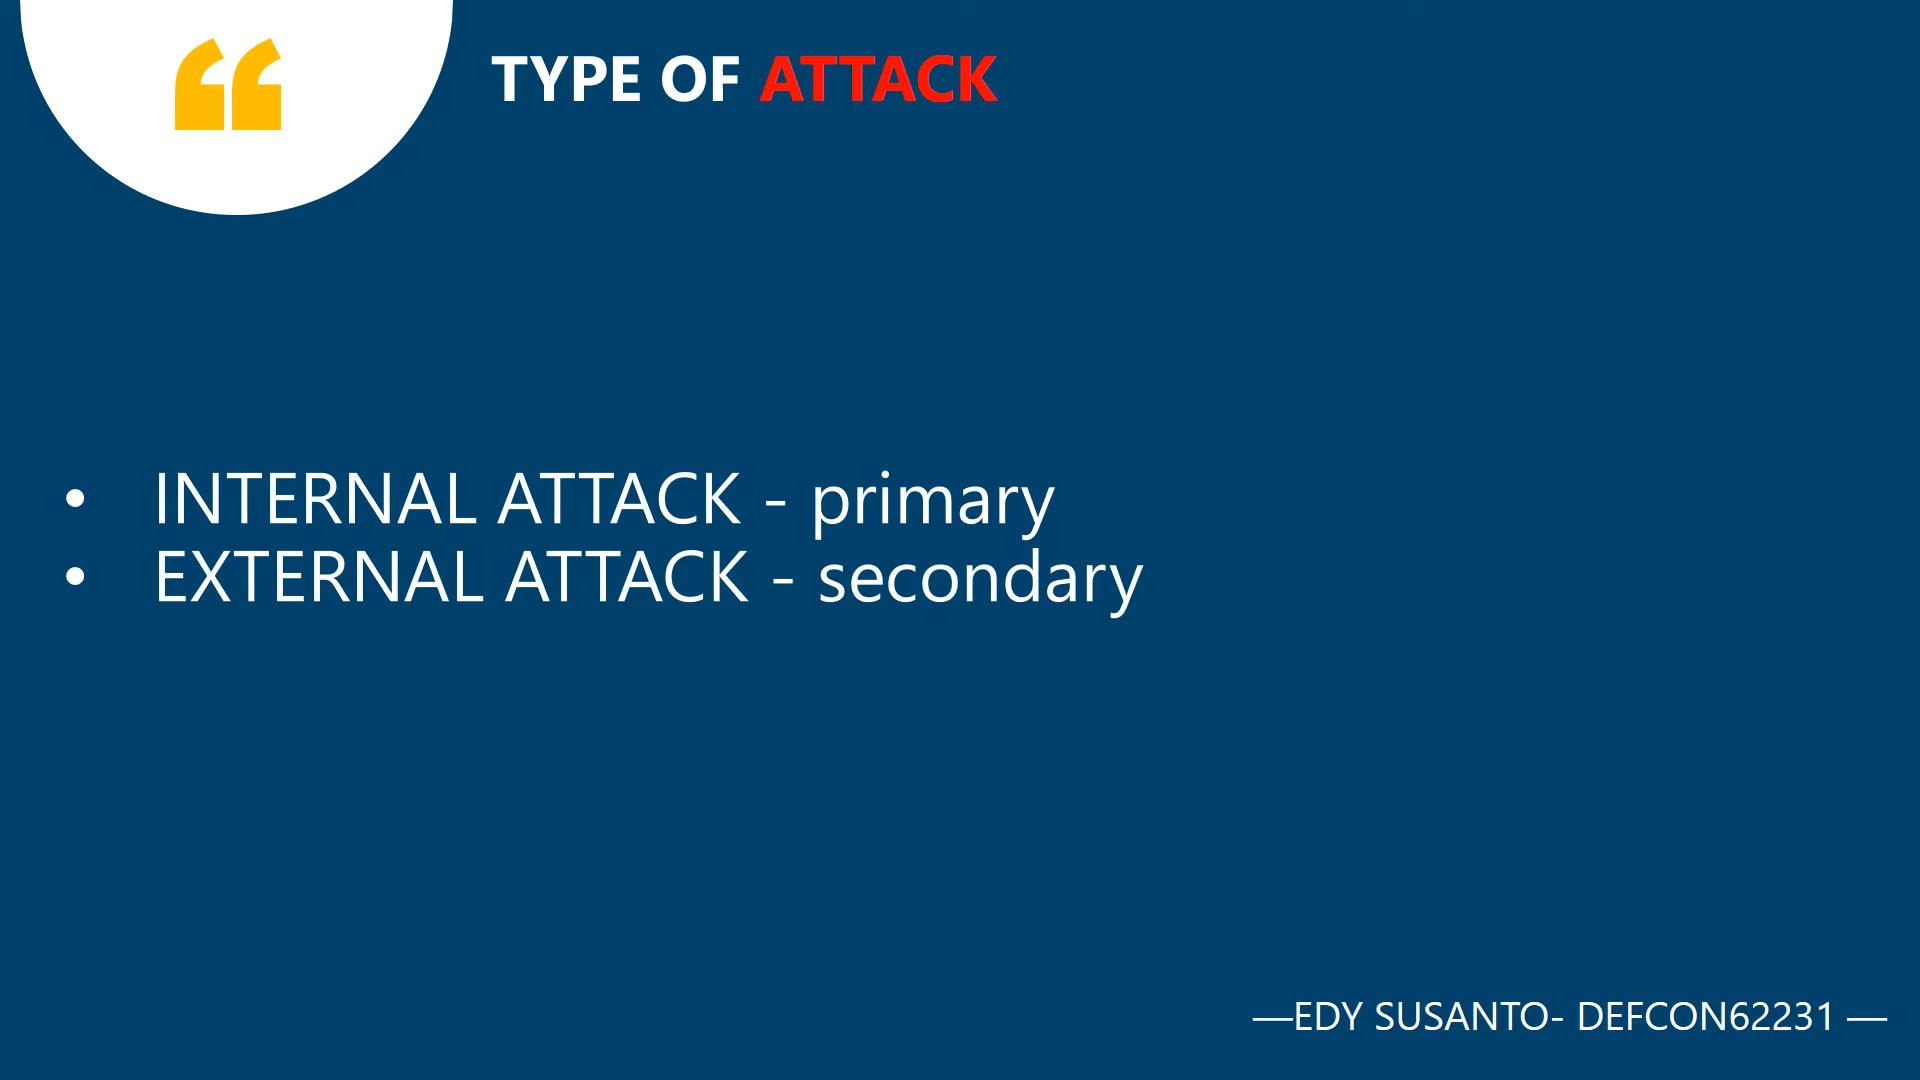 TYPE OF ATTACK
• INTERNAL ATTACK - primary
• EXTERNAL ATTACK - secondary
—EDY SUSANTO- DEFCON62231 —